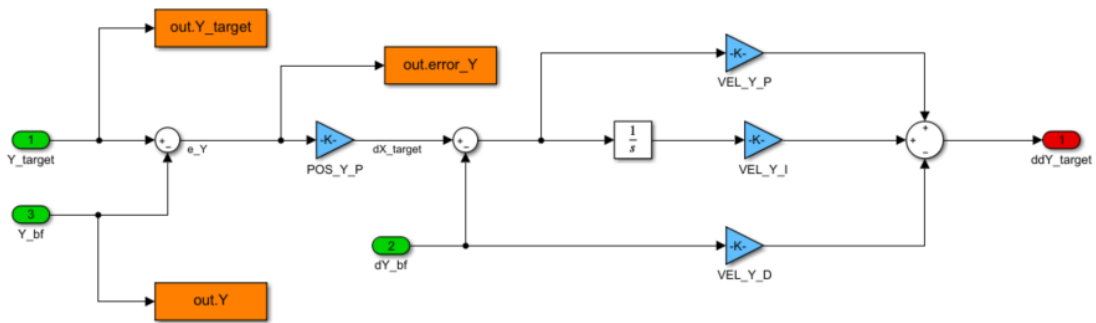 out.Y_target
out.error_Y
-K-
VEL_Y_P
1
Y_target
+
−
e_Y
-K-
POS_Y_P
dX_target
+
−
1
s
-K-
VEL_Y_I
+
+
−
1
ddY_target
3
Y_bf
2
dY_bf
-K-
VEL_Y_D
out.Y